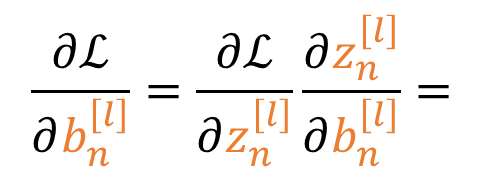 ∂ℒ/∂b_n^{[l]} = ∂ℒ/∂z_n^{[l]} ∂z_n^{[l]}/∂b_n^{[l]} =